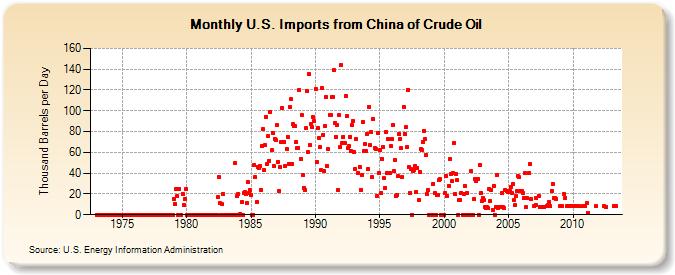 Monthly U.S. Imports from China of Crude Oil
Thousand Barrels per Day
160
140
120
100
80
60
40
20
0
1975 1980 1985 1990 1995 2000 2005 2010
Source: U.S. Energy Information Administration